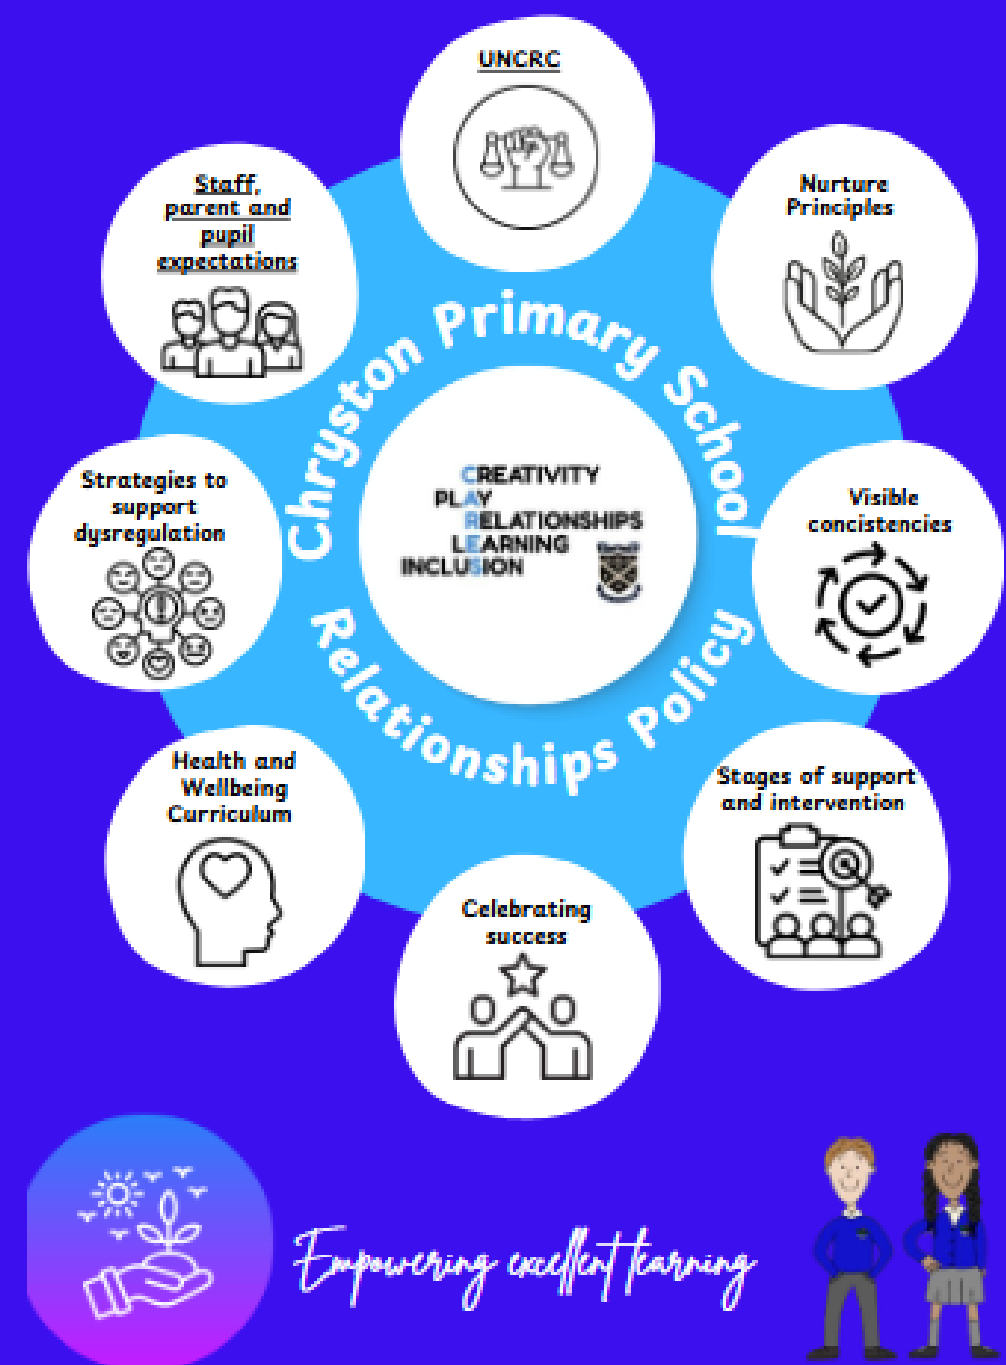 UNCRC
Nurture
Principles
Visible
concistencies
Stages of support
and intervention
Celebrating
success
Health and
Wellbeing
Curriculum
Strategies to
support
dysregulation
Staff,
parent and
pupil
expectations
Chryston Primary School
Relationships Policy
CREATIVITY
PLAY
RELATIONSHIPS
LEARNING
INCLUSION
Empowering excellent learning